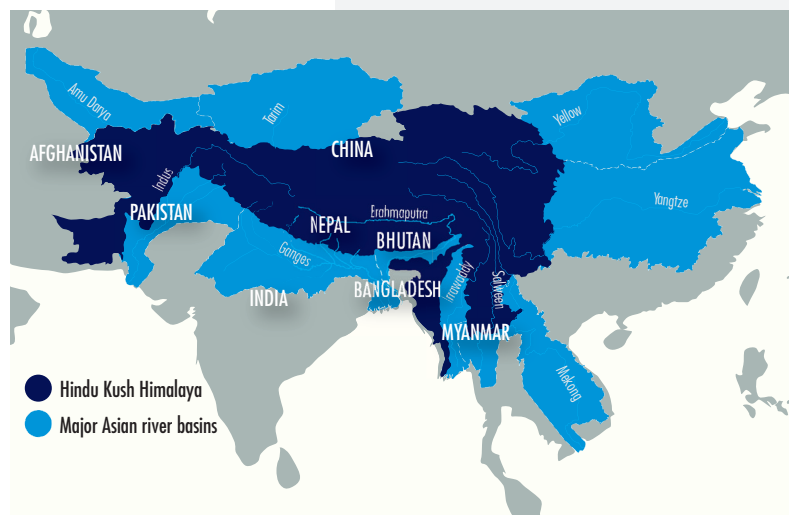 Amu Darya
Tarim
Yellow
AFGHANISTAN
CHINA
Indus
Yangtze
PAKISTAN
Erahmaputra
NEPAL
BHUTAN
Ganges
Irrawaddy
Salween
BANGLADESH
INDIA
MYANMAR
Mekong
Hindu Kush Himalaya
Major Asian river basins